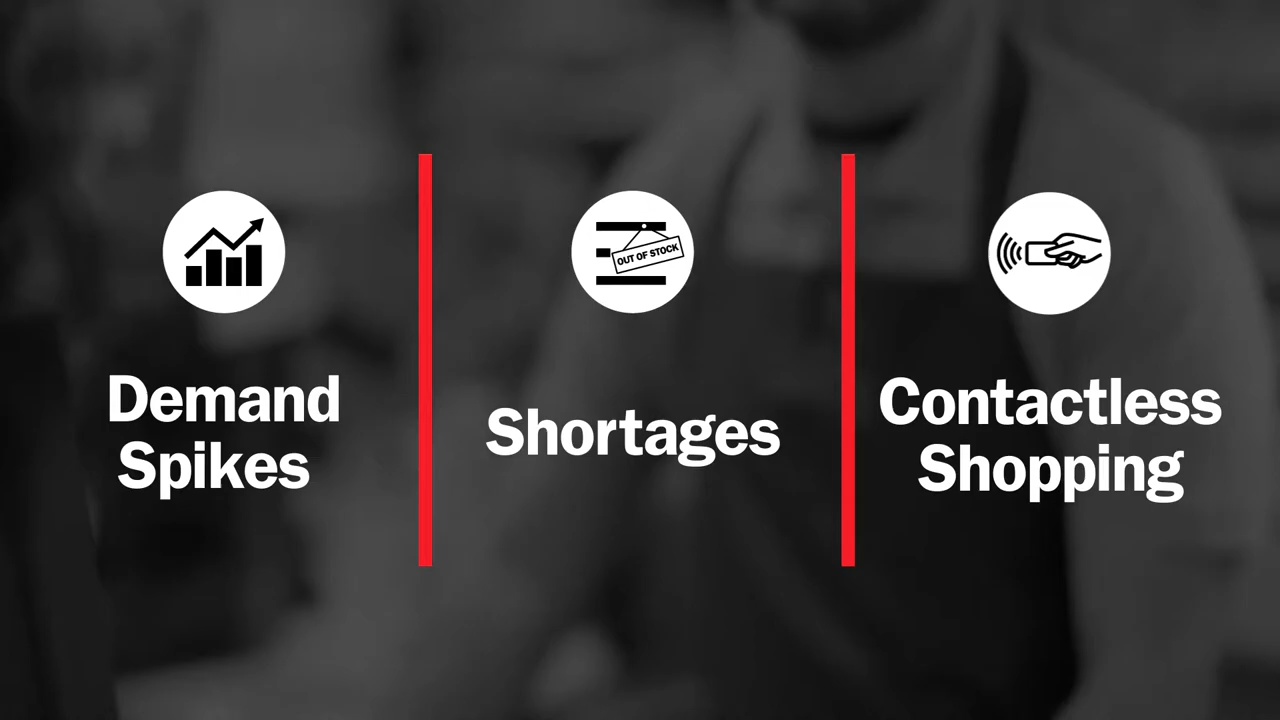 OUT OF STOCK
Demand
Spikes
Shortages
Contactless
Shopping